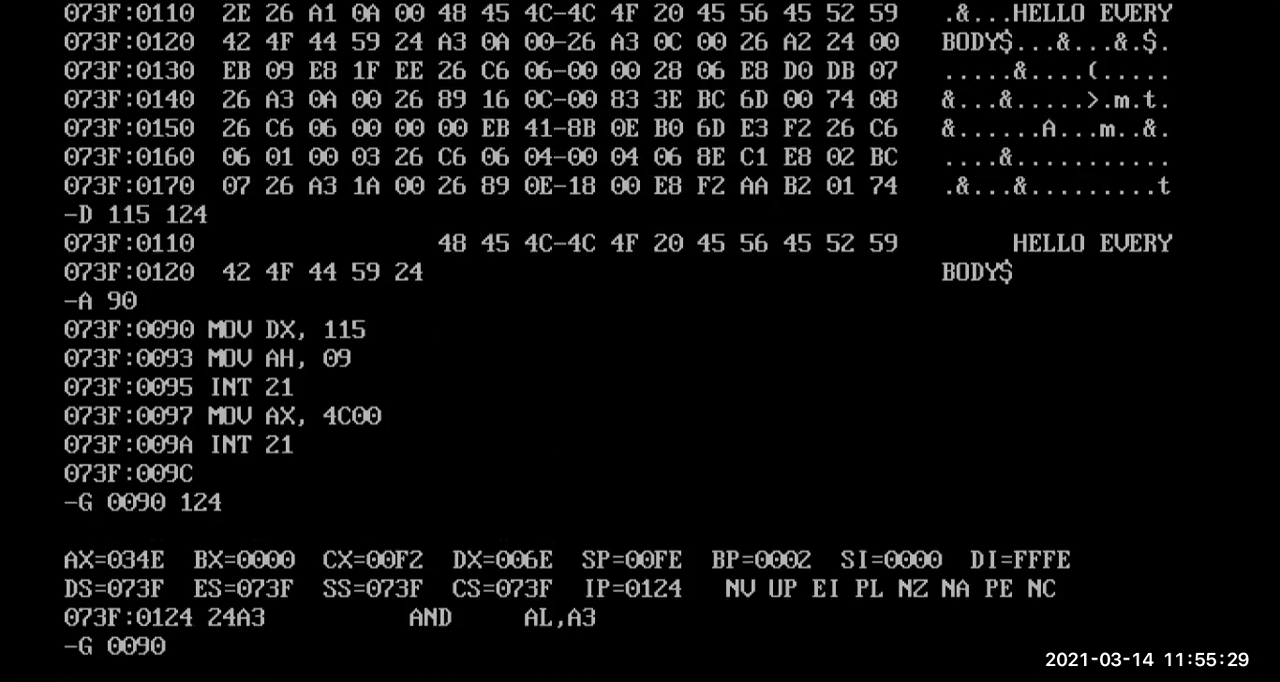 073F:0110 2E 26 A1 0A 00 48 45 4C-4C 4F 20 45 56 45 52 59 .&...HELLO EVERY
073F:0120 42 4F 44 59 24 A3 0A 00-26 A3 0C 00 26 A2 24 00 BODY$...&...&.$.
073F:0130 EB 09 E8 1F EE 26 C6 06-00 00 28 06 E8 D0 DB 07 .....&....(.....
073F:0140 26 A3 0A 00 26 89 16 0C-00 83 3E BC 6D 00 74 08 &...&.....>.m.t.
073F:0150 26 C6 06 00 00 00 EB 41-8B 0E B0 6D E3 F2 26 C6 &......A...m..&.
073F:0160 06 01 00 03 26 C6 06 04-00 04 06 8E C1 E8 02 BC ....&...........
073F:0170 07 26 A3 1A 00 26 89 0E-18 00 E8 F2 AA B2 01 74 .&...&.........t
-D 115 124
073F:0110 48 45 4C-4C 4F 20 45 56 45 52 59 HELLO EVERY
073F:0120 42 4F 44 59 24 BODY$
-A 90
073F:0090 MOV DX, 115
073F:0093 MOV AH, 09
073F:0095 INT 21
073F:0097 MOV AX, 4C00
073F:009A INT 21
073F:009C
-G 0090 124
AX=034E BX=0000 CX=00F2 DX=006E SP=00FE BP=0002 SI=0000 DI=FFFE
DS=073F ES=073F SS=073F CS=073F IP=0124 NV UP EI PL NZ NA PE NC
073F:0124 24A3 AND AL,A3
-G 0090
2021-03-14 11:55:29